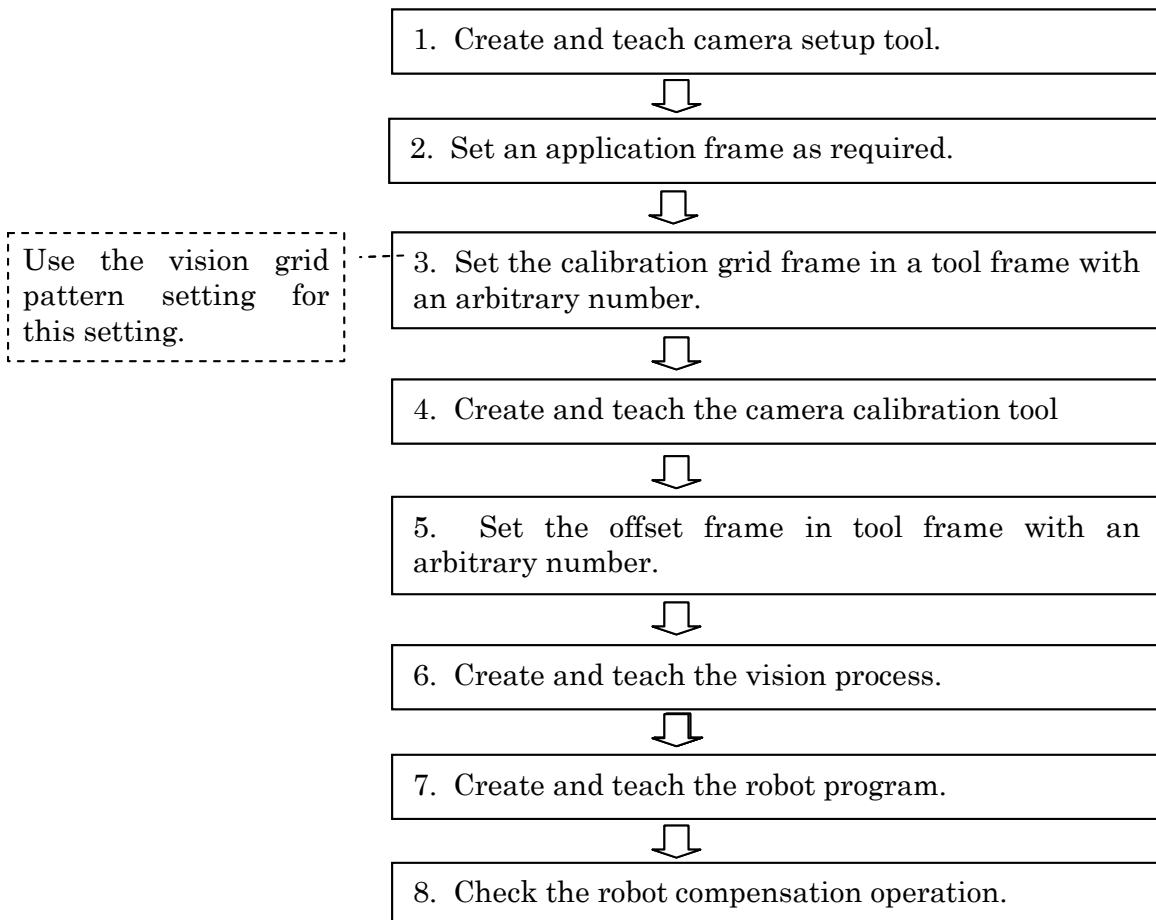 1. Create and teach camera setup tool.
2. Set an application frame as required.
Use the vision grid
pattern setting for
this setting.
3. Set the calibration grid frame in a tool frame with
an arbitrary number.
4. Create and teach the camera calibration tool
5. Set the offset frame in tool frame with an
arbitrary number.
6. Create and teach the vision process.
7. Create and teach the robot program.
8. Check the robot compensation operation.